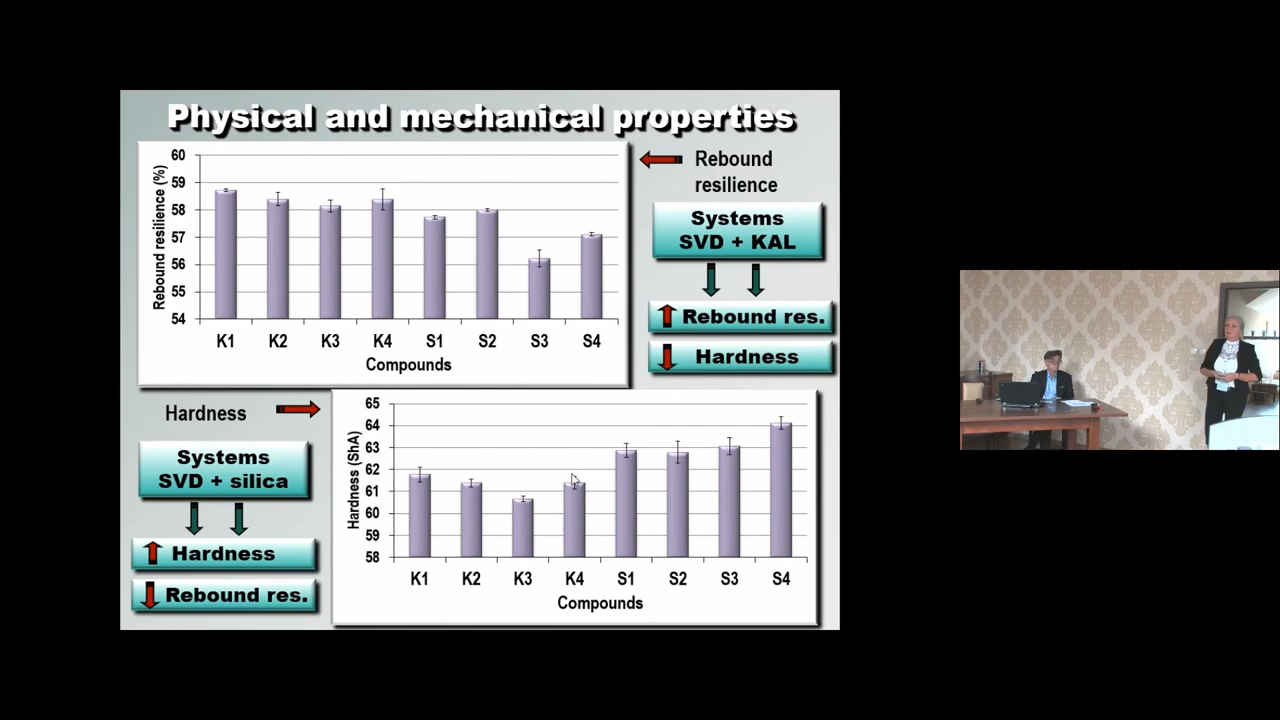 Physical and mechanical properties
60
59
58
57
56
55
54
Rebound resilience (%)
K1 K2 K3 K4 S1 S2 S3 S4
Compounds
Rebound
resilience
Systems
SVD + KAL
Rebound res.
Hardness
Hardness
Systems
SVD + silica
Hardness
Rebound res.
65
64
63
62
61
60
59
58
Hardness (ShA)
K1 K2 K3 K4 S1 S2 S3 S4
Compounds